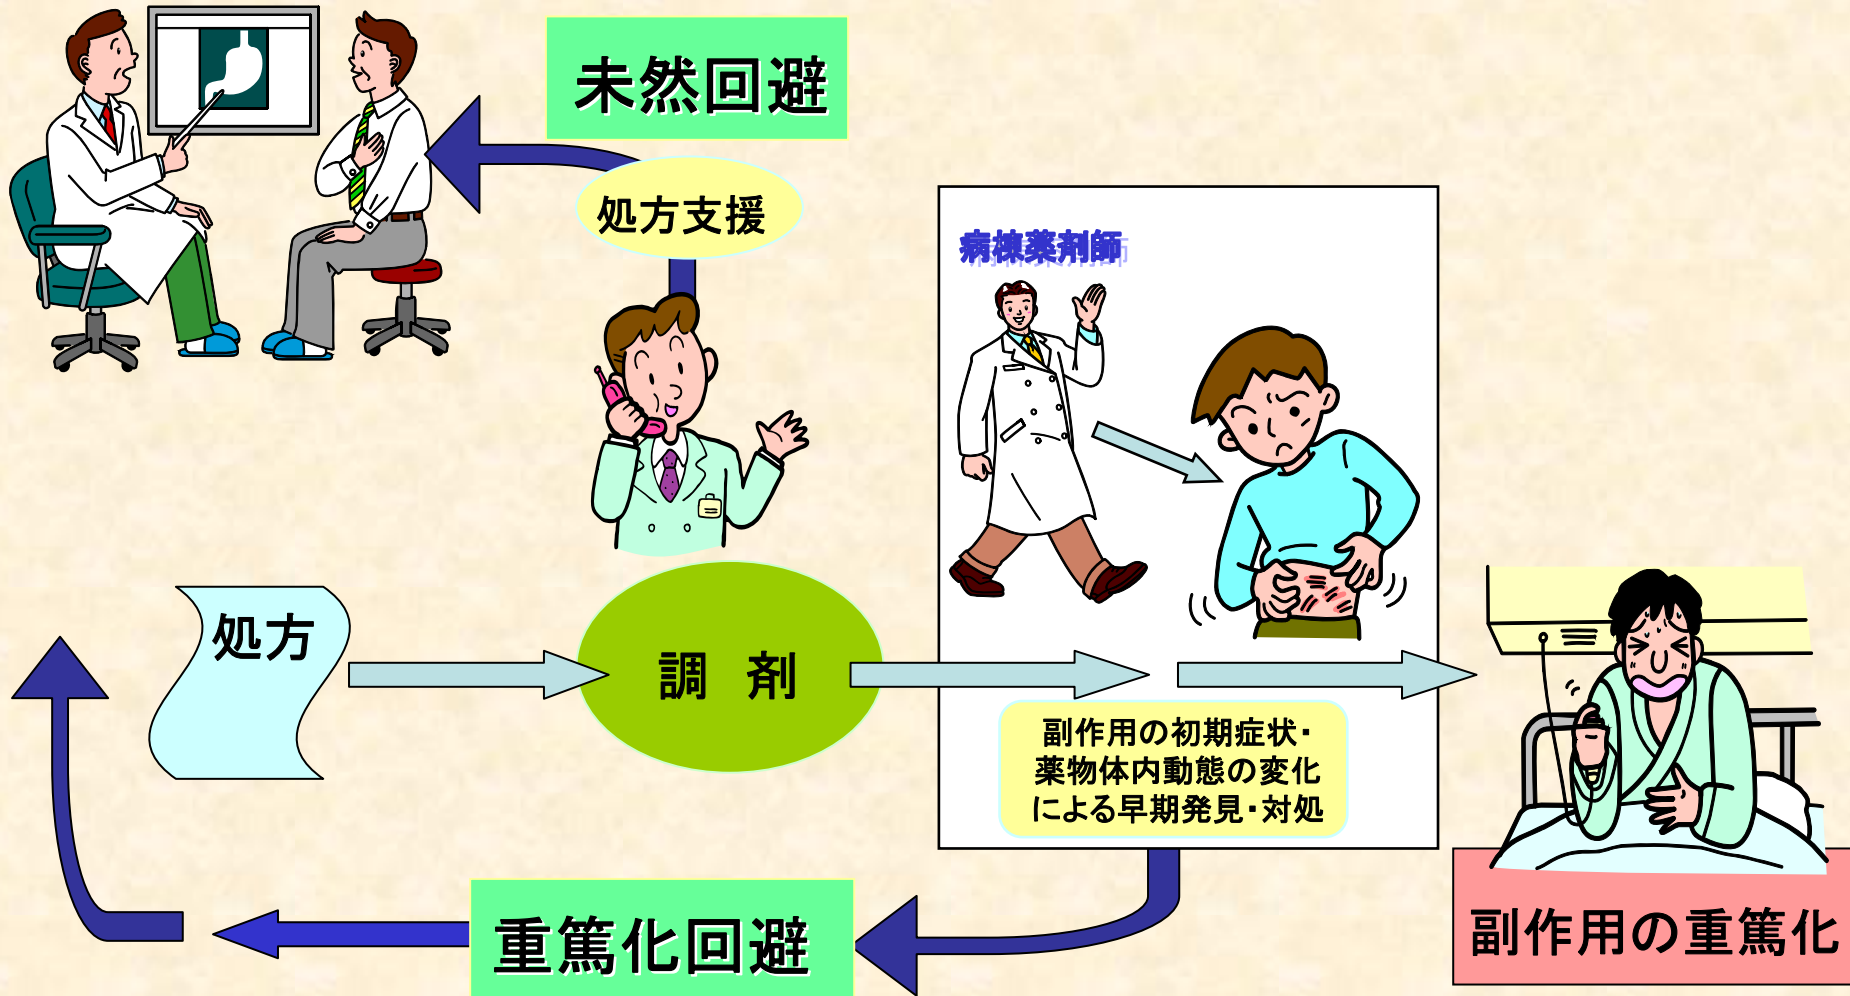 未然回避
処方支援
病棟薬剤師
処方
調 剤
副作用の初期症状・
薬物体内動態の変化
による早期発見・対処
重篤化回避
副作用の重篤化